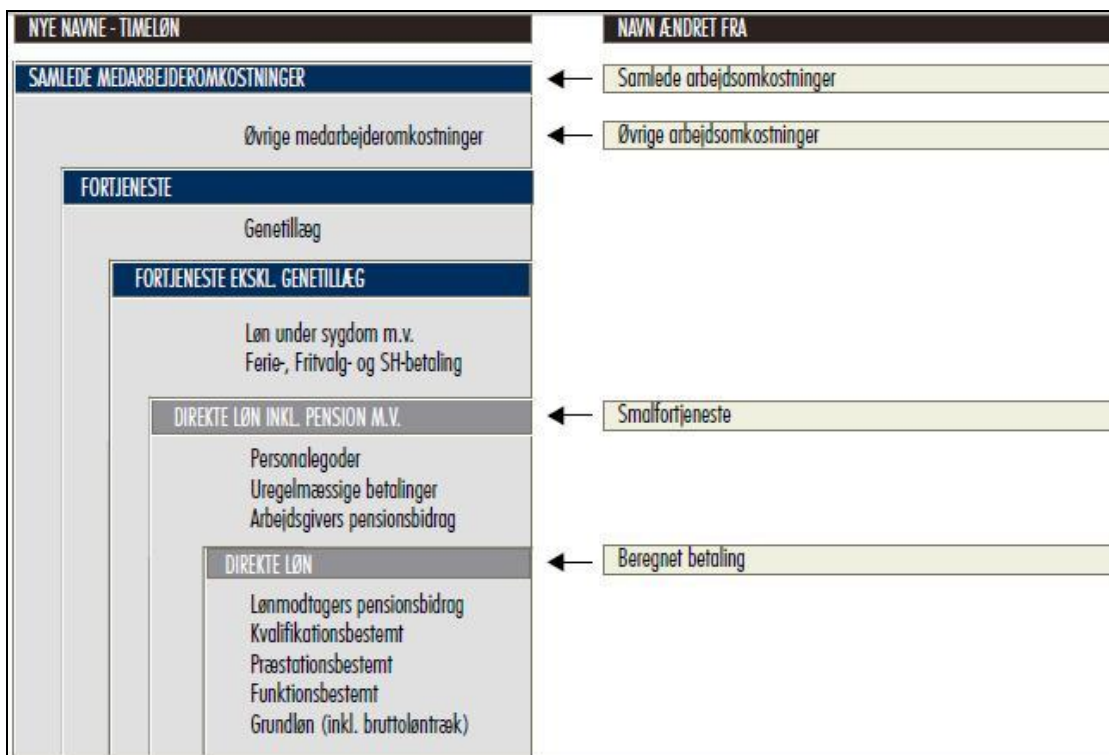 NYE NAVNE - TIMELØN
NAVN ÆNDRET FRA
SAMLEDE MEDARBEJDEROMKOSTNINGER
Samlede arbejdsomkostninger
Øvrige medarbejderomkostninger
Øvrige arbejdsomkostninger
FORTJENESTE
Genetillæg
FORTJENESTE EKSKL. GENETILLÆG
Løn under sygdom m.v.
Ferie-, Fritvalg- og SH-betaling
DIREKTE LØN INKL. PENSION M.V.
Smalfortjeneste
Personalegoder
Uregelmæssige betalinger
Arbejdsgivers pensionsbidrag
DIREKTE LØN
Beregnet betaling
Lønmodtagers pensionsbidrag
Kvalifikationsbestemt
Præstationsbestemt
Funktionsbestemt
Grundløn (inkl. bruttoløntræk)